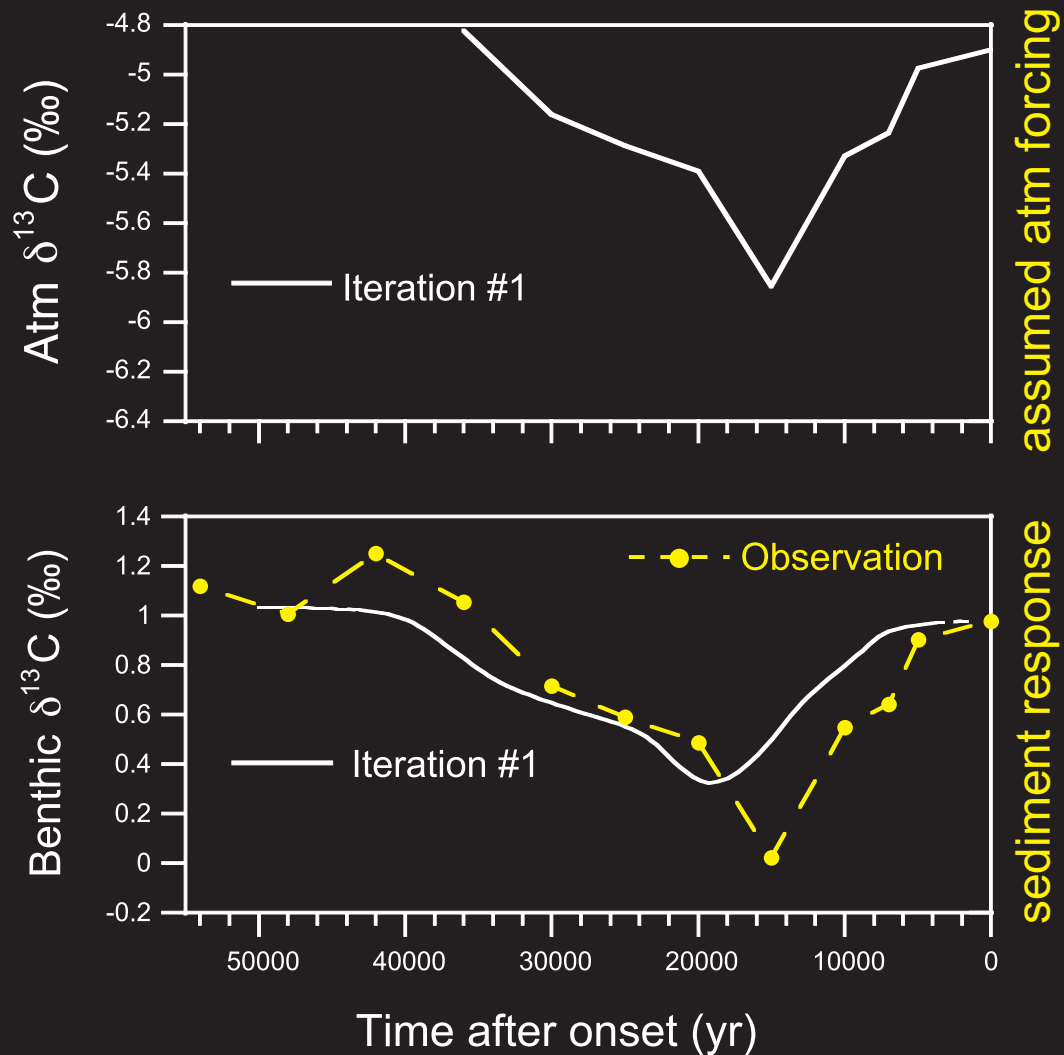 Atm δ¹³C (‰)
-4.8
-5
-5.2
-5.4
-5.6
-5.8
-6
-6.2
-6.4
Iteration #1
assumed atm forcing
Benthic δ¹³C (‰)
1.4
1.2
1
0.8
0.6
0.4
0.2
0
-0.2
Observation
Iteration #1
sediment response
50000 40000 30000 20000 10000 0
Time after onset (yr)